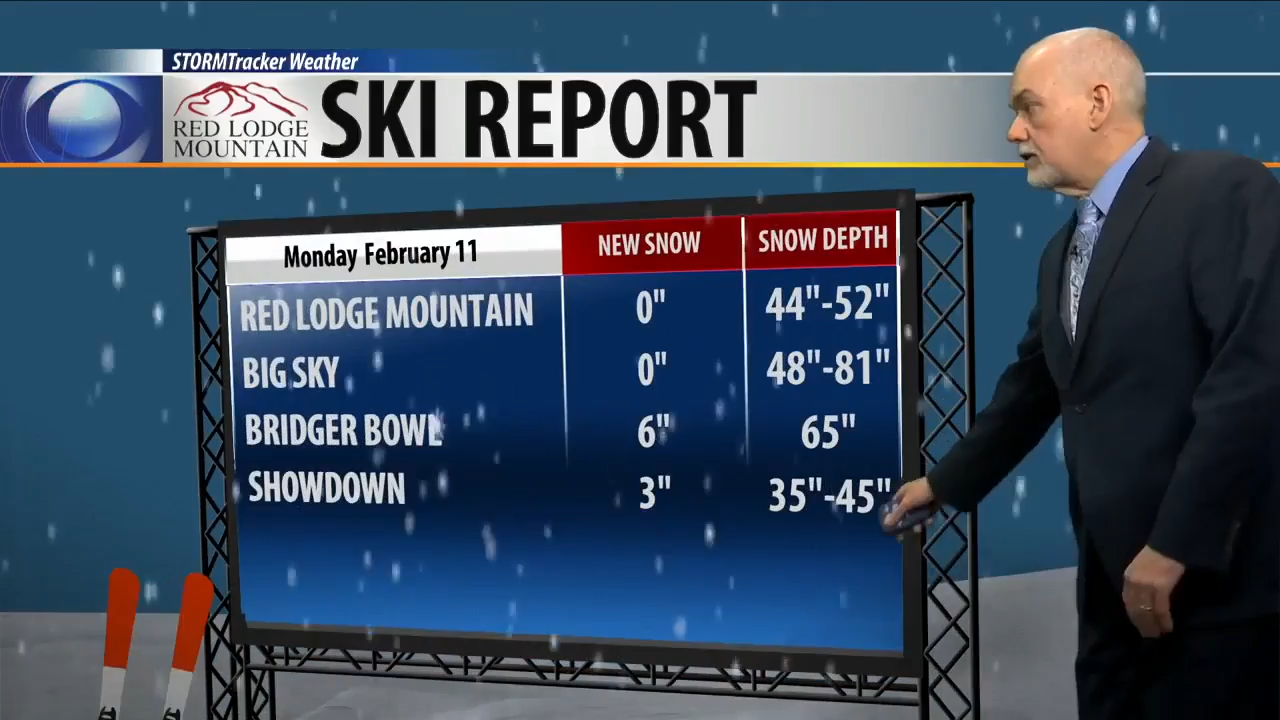 STORMTracker Weather
RED LODGE
MOUNTAIN
SKI REPORT
Monday February 11 NEW SNOW SNOW DEPTH
RED LODGE MOUNTAIN 0" 44"-52"
BIG SKY 0" 48"-81"
BRIDGER BOWL 6" 65"
SHOWDOWN 3" 35"-45"